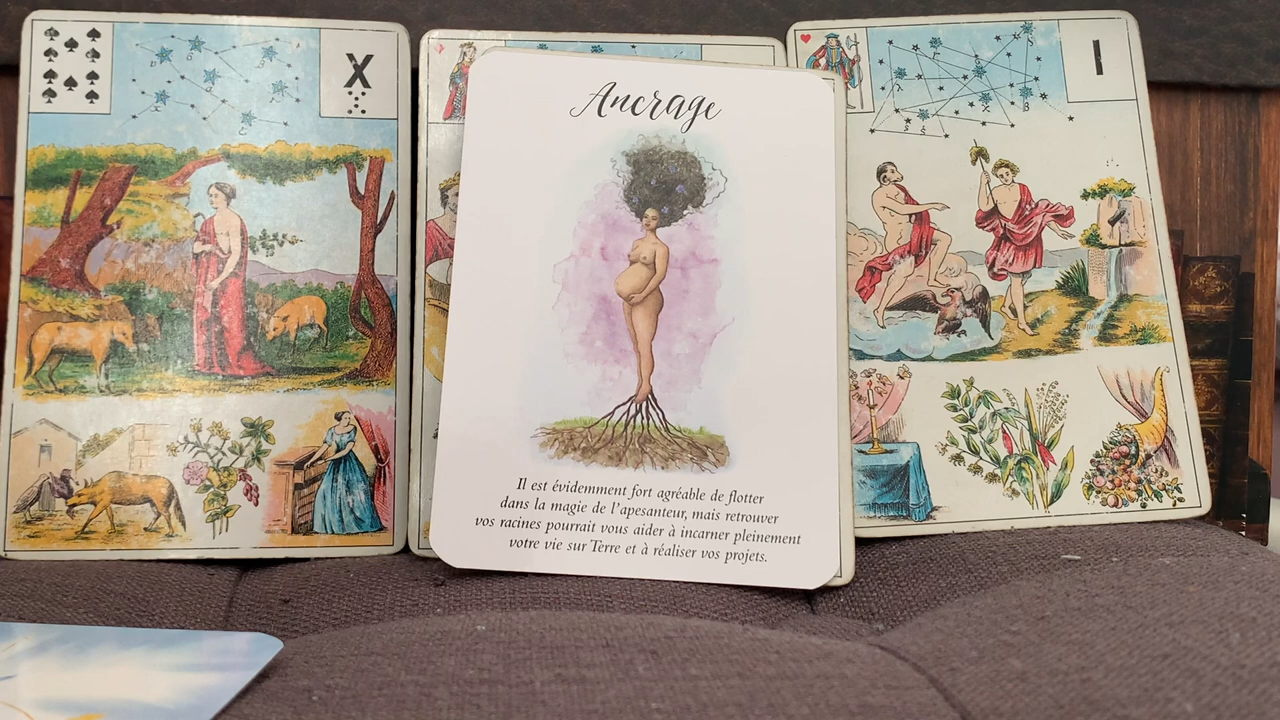 X
Ancrage
I
Il est évidemment fort agréable de flotter
dans la magie de l'apesanteur, mais retrouver
vos racines pourrait vous aider à incarner pleinement
votre vie sur Terre et à réaliser vos projets.